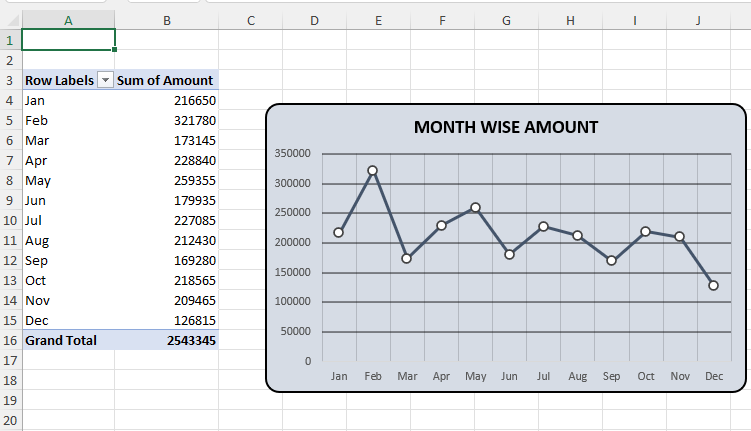 A B C D E F G H I J
1
2
3 Row Labels Sum of Amount
4 Jan 216650
5 Feb 321780
6 Mar 173145
7 Apr 228840
8 May 259355
9 Jun 179935
10 Jul 227085
11 Aug 212430
12 Sep 169280
13 Oct 218565
14 Nov 209465
15 Dec 126815
16 Grand Total 2543345
17
18
19
20
MONTH WISE AMOUNT
350000
300000
250000
200000
150000
100000
50000
0
Jan Feb Mar Apr May Jun Jul Aug Sep Oct Nov Dec